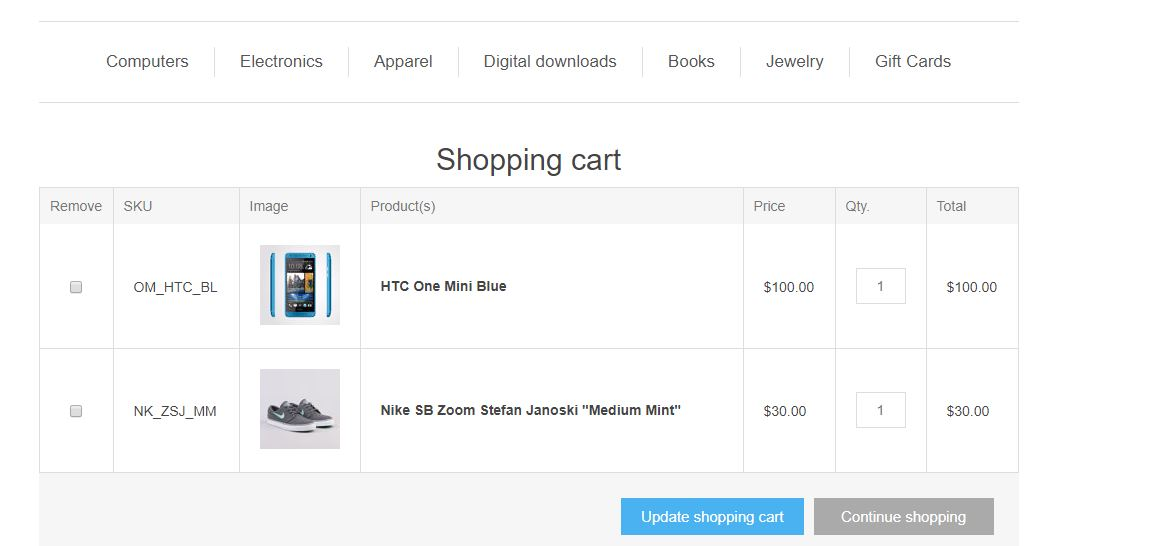 Computers Electronics Apparel Digital downloads Books Jewelry Gift Cards
Shopping cart
Remove SKU Image Product(s) Price Qty. Total
OM_HTC_BL HTC One Mini Blue $100.00 1 $100.00
NK_ZSJ_MM Nike SB Zoom Stefan Janoski "Medium Mint" $30.00 1 $30.00
Update shopping cart Continue shopping